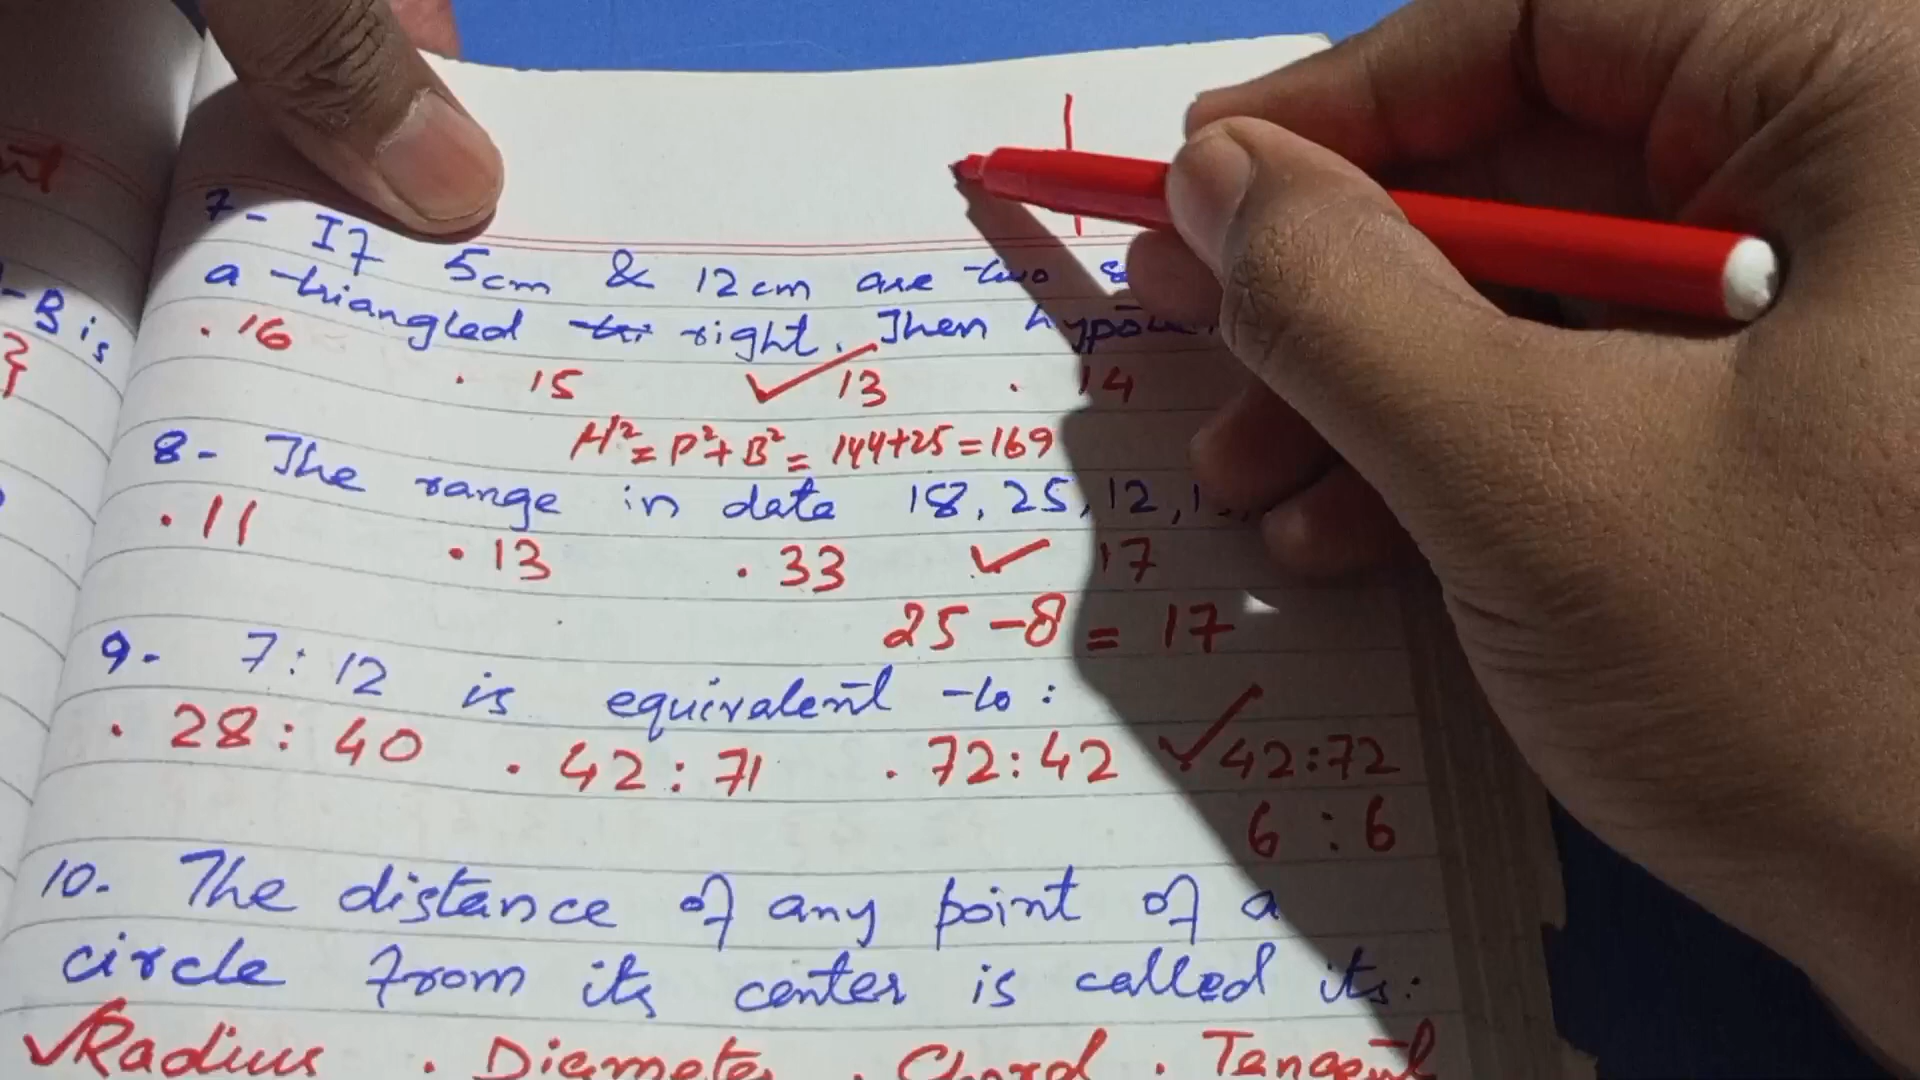 7- If 5cm & 12cm are two
a triangled right. Then
. 16 . 15 ✓ 13 . 14
H²= P²+B² = 144+25=169
8- The range in data 18, 25, 12,
. 11 . 13 . 33 ✓ 17
25-8 = 17
9. 7:12 is equivalent to:
. 28:40 . 42:71 . 72:42 ✓ 42:72
6:6
10. The distance of any point of a
circle from its center is called its:
✓Radius . Diameter . Chord . Tangent
B is
}